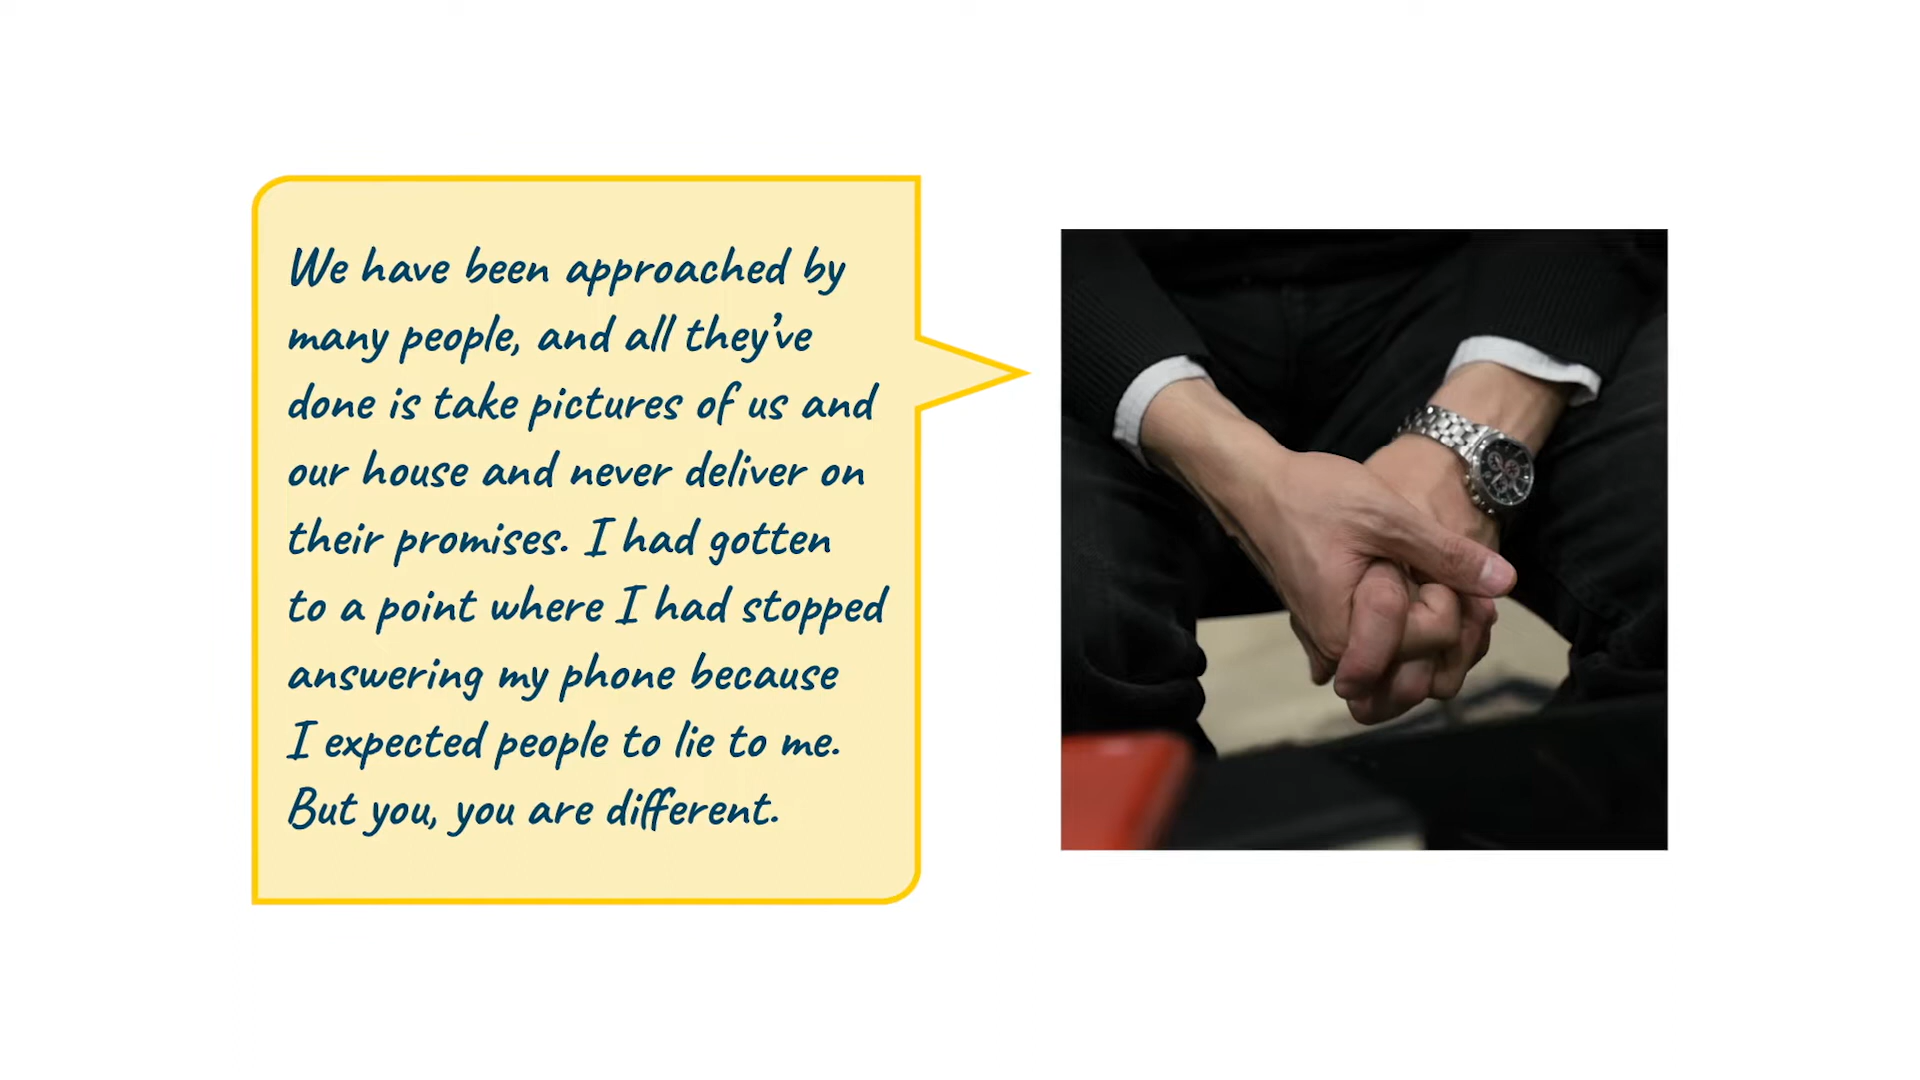 We have been approached by
many people, and all they’ve
done is take pictures of us and
our house and never deliver on
their promises. I had gotten
to a point where I had stopped
answering my phone because
I expected people to lie to me.
But you, you are different.